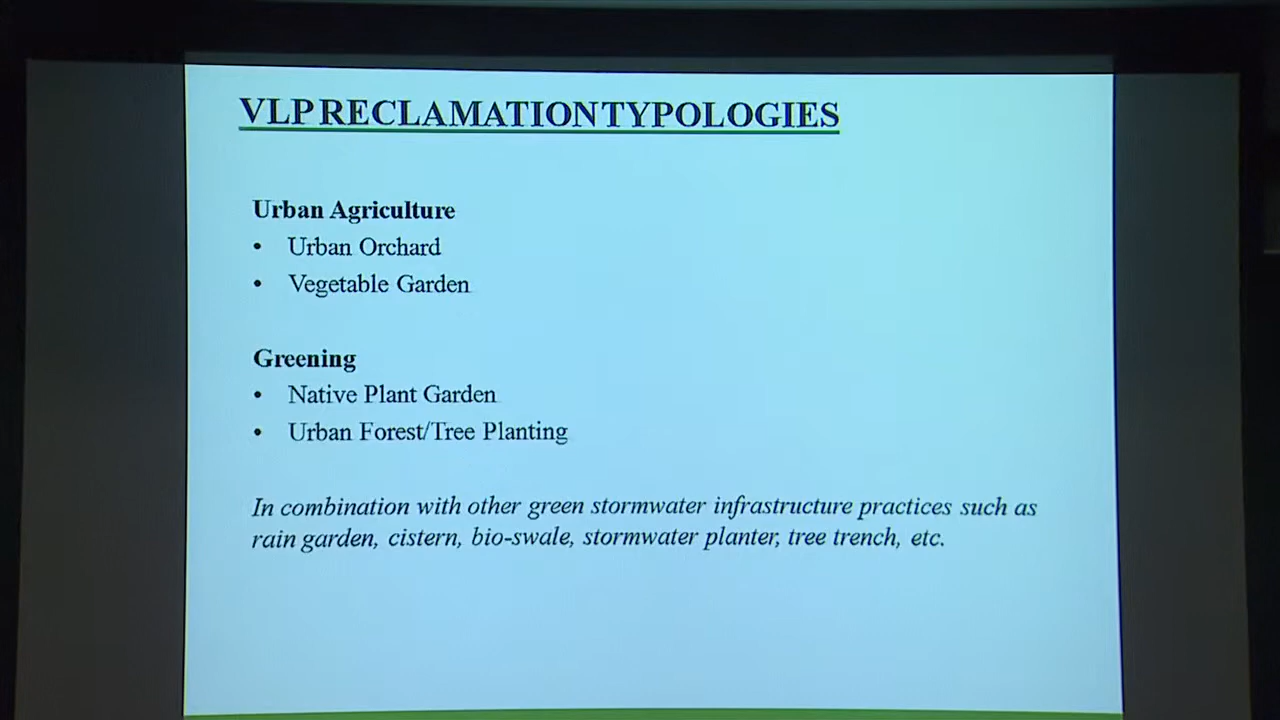 VLP RECLAMATION TYPOLOGIES
Urban Agriculture
• Urban Orchard
• Vegetable Garden
Greening
• Native Plant Garden
• Urban Forest/Tree Planting
In combination with other green stormwater infrastructure practices such as
rain garden, cistern, bio-swale, stormwater planter, tree trench, etc.